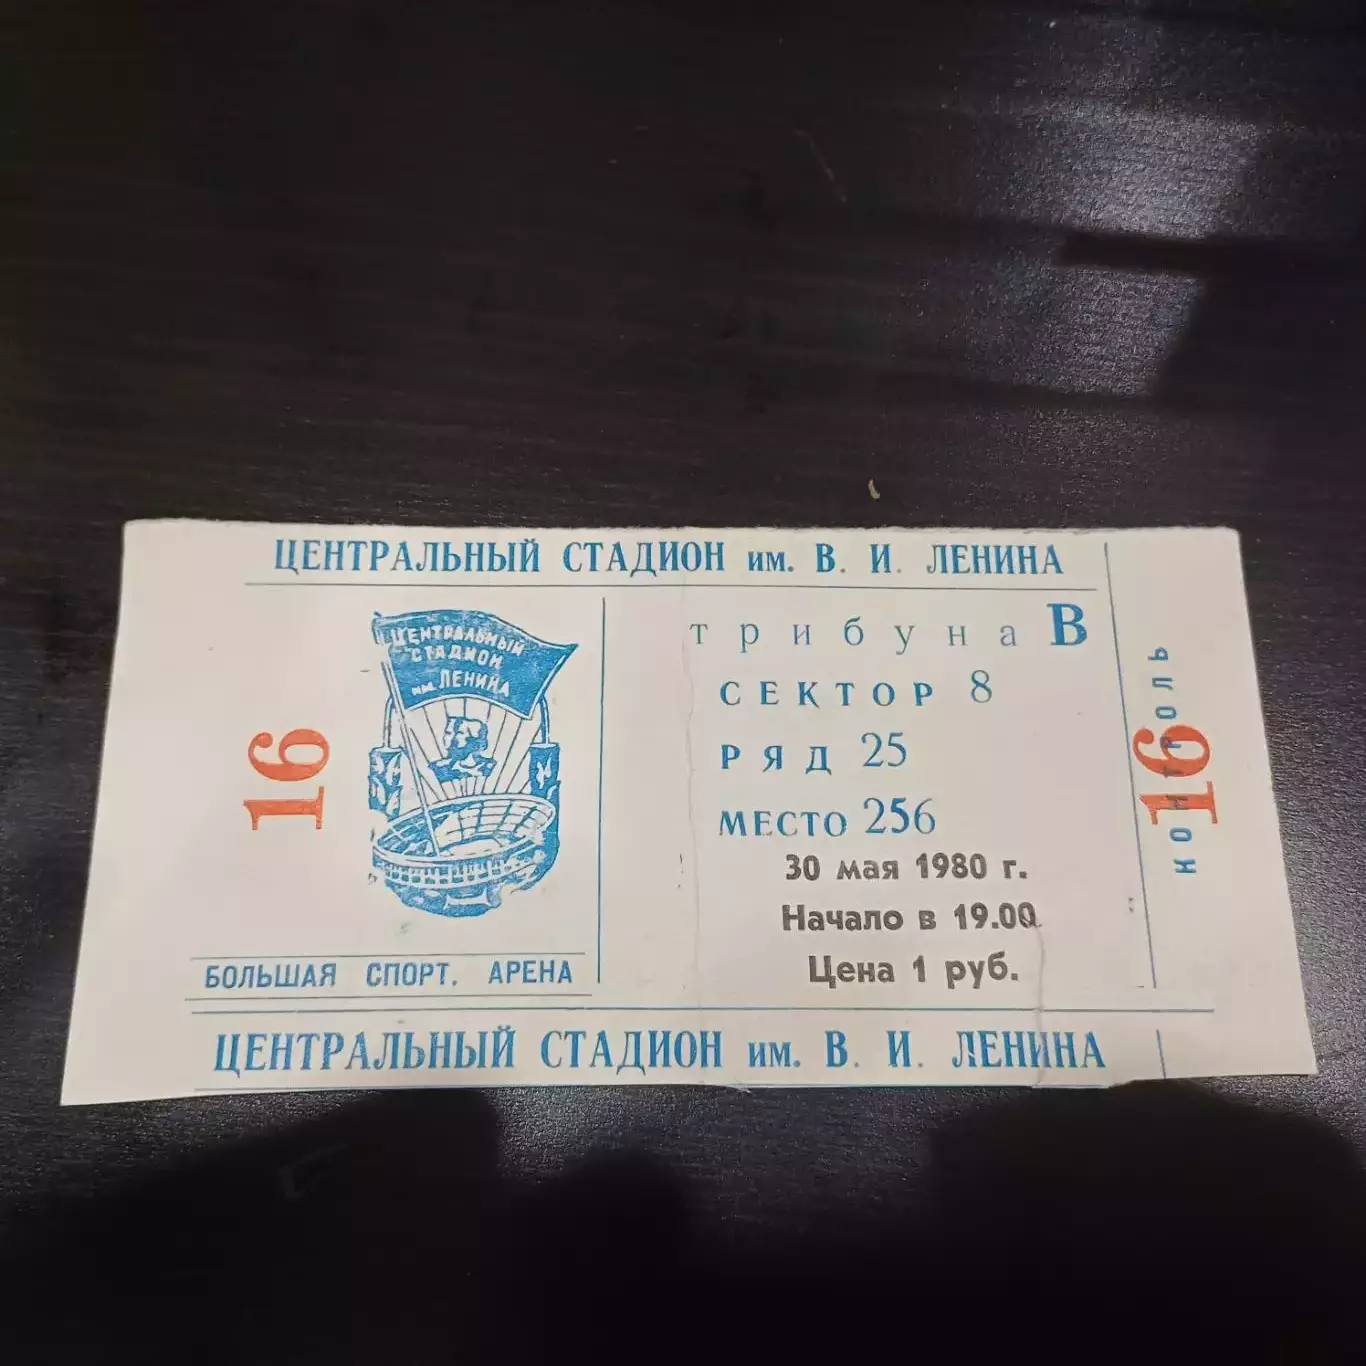 ЦЕНТРАЛЬНЫЙ СТАДИОН им. В. И. ЛЕНИНА
16
ЦЕНТРАЛЬНЫЙ
СТАДИОН
им. ЛЕНИНА
БОЛЬШАЯ СПОРТ. АРЕНА
трибуна В
СЕКТОР 8
РЯД 25
МЕСТО 256
30 мая 1980 г.
Начало в 19.00
Цена 1 руб.
КОНТРОЛЬ
16
ЦЕНТРАЛЬНЫЙ СТАДИОН им. В. И. ЛЕНИНА